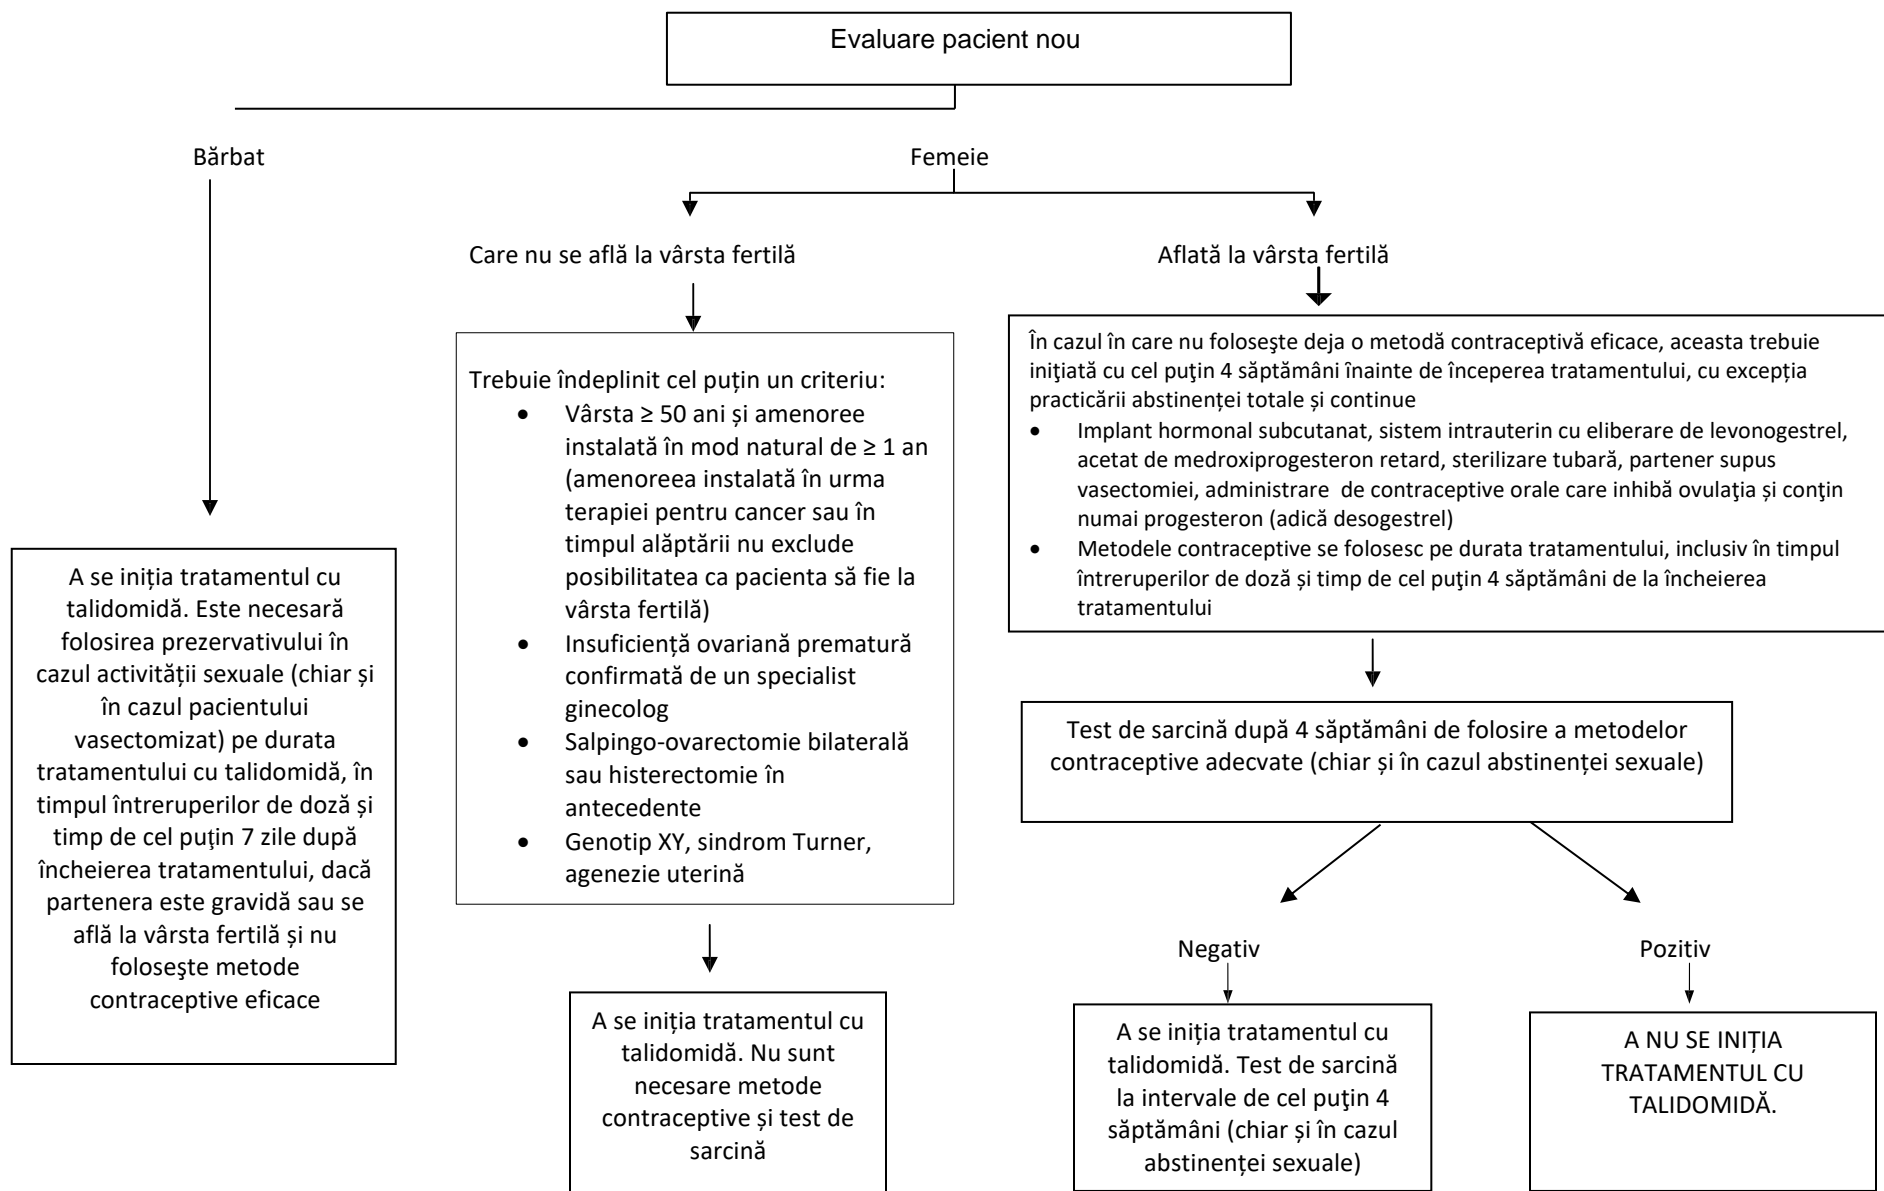 Evaluare pacient nou
Bărbat
Femeie
Care nu se află la vârsta fertilă
Aflată la vârsta fertilă
A se iniția tratamentul cu
talidomidă. Este necesară
folosirea prezervativului în
cazul activității sexuale (chiar și
în cazul pacientului
vasectomizat) pe durata
tratamentului cu talidomidă, în
timpul întreruperilor de doză și
timp de cel puţin 7 zile după
încheierea tratamentului, dacă
partenera este gravidă sau se
află la vârsta fertilă și nu
foloseşte metode
contraceptive eficace
Trebuie îndeplinit cel puțin un criteriu:
• Vârsta ≥ 50 ani și amenoree
instalată în mod natural de ≥ 1 an
(amenoreea instalată în urma
terapiei pentru cancer sau în
timpul alăptării nu exclude
posibilitatea ca pacienta să fie la
vârsta fertilă)
• Insuficiență ovariană prematură
confirmată de un specialist
ginecolog
• Salpingo-ovarectomie bilaterală
sau histerectomie în
antecedente
• Genotip XY, sindrom Turner,
agenezie uterină
A se iniția tratamentul cu
talidomidă. Nu sunt
necesare metode
contraceptive și test de
sarcină
În cazul în care nu foloseşte deja o metodă contraceptivă eficace, aceasta trebuie
iniţiată cu cel puţin 4 săptămâni înainte de începerea tratamentului, cu excepția
practicării abstinenței totale și continue
• Implant hormonal subcutanat, sistem intrauterin cu eliberare de levonogestrel,
acetat de medroxiprogesteron retard, sterilizare tubară, partener supus
vasectomiei, administrare de contraceptive orale care inhibă ovulaţia și conţin
numai progesteron (adică desogestrel)
• Metodele contraceptive se folosesc pe durata tratamentului, inclusiv în timpul
întreruperilor de doză și timp de cel puțin 4 săptămâni de la încheierea
tratamentului
Test de sarcină după 4 săptămâni de folosire a metodelor
contraceptive adecvate (chiar și în cazul abstinenței sexuale)
Negativ
Pozitiv
A se iniția tratamentul cu
talidomidă. Test de sarcină
la intervale de cel puţin 4
săptămâni (chiar și în cazul
abstinenței sexuale)
A NU SE INIȚIA
TRATAMENTUL CU
TALIDOMIDĂ.